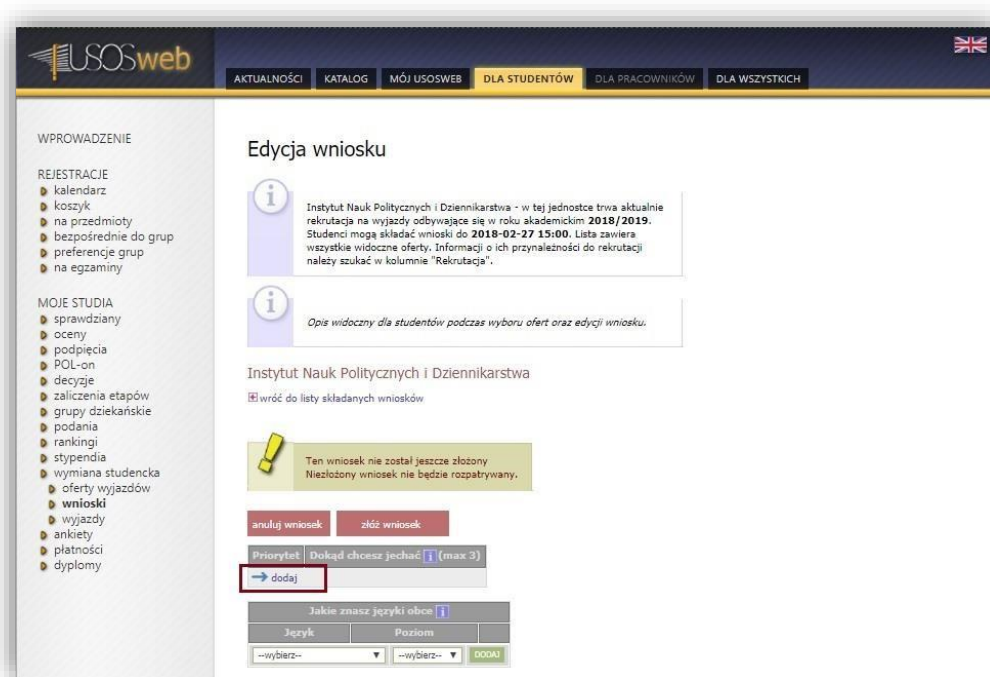 USOSweb
AKTUALNOŚCI KATALOG MÓJ USOSWEB DLA STUDENTÓW DLA PRACOWNIKÓW DLA WSZYSTKICH
WPROWADZENIE
REJESTRACJE
kalendarz
koszyk
na przedmioty
bezpośrednie do grup
preferencje grup
na egzaminy
MOJE STUDIA
sprawdziany
oceny
podpięcia
POL-on
decyzje
zaliczenia etapów
grupy dziekańskie
podania
rankingi
stypendia
wymiana studencka
oferty wyjazdów
wnioski
wyjazdy
ankiety
płatności
dyplomy
Edycja wniosku
Instytut Nauk Politycznych i Dziennikarstwa - w tej jednostce trwa aktualnie
rekrutacja na wyjazdy odbywające się w roku akademickim 2018/2019.
Studenci mogą składać wnioski do 2018-02-27 15:00. Lista zawiera
wszystkie widoczne oferty. Informacji o ich przynależności do rekrutacji
należy szukać w kolumnie "Rekrutacja".
Opis widoczny dla studentów podczas wyboru ofert oraz edycji wniosku.
Instytut Nauk Politycznych i Dziennikarstwa
wróć do listy składanych wniosków
Ten wniosek nie został jeszcze złożony
Niezłożony wniosek nie będzie rozpatrywany.
anuluj wniosek złóż wniosek
Priorytet Dokąd chcesz jechać i (max 3)
dodaj
Jakie znasz języki obce i
Język Poziom
--wybierz-- --wybierz-- DODAJ